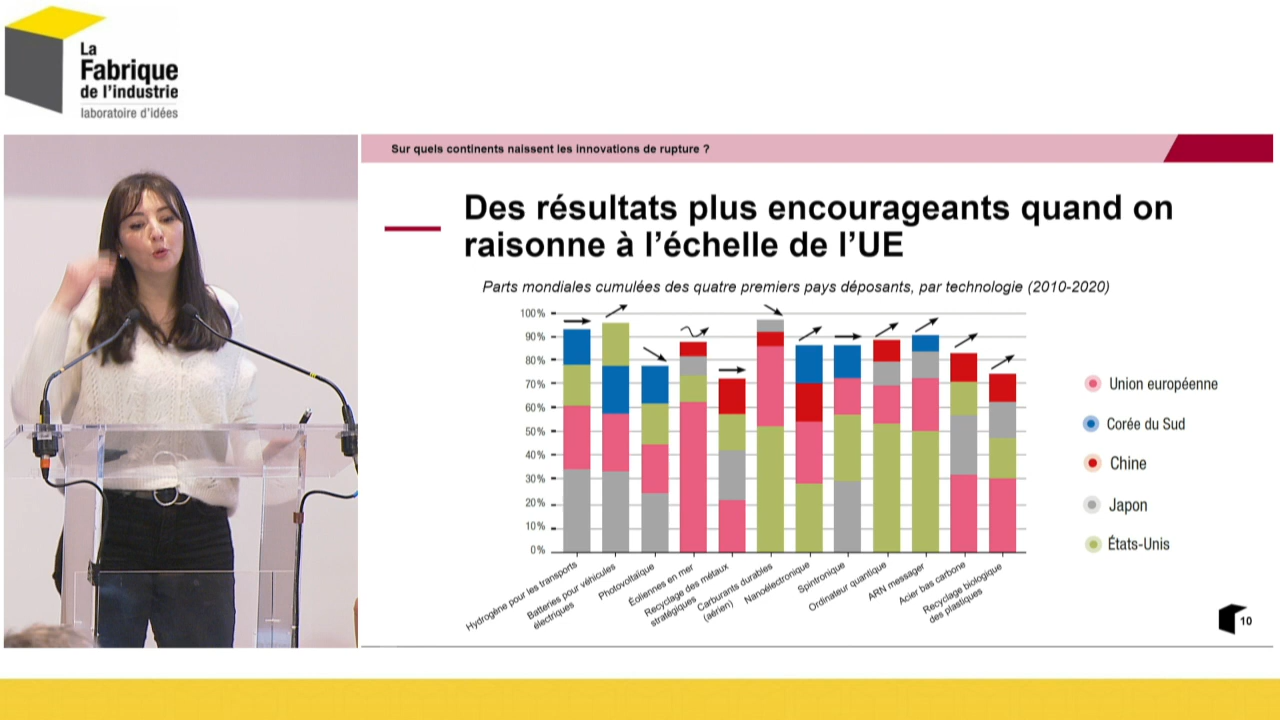 La
Fabrique
de l'industrie
laboratoire d'idées
Sur quels continents naissent les innovations de rupture ?
Des résultats plus encourageants quand on
raisonne à l'échelle de l'UE
Parts mondiales cumulées des quatre premiers pays déposants, par technologie (2010-2020)
100%
90%
80%
70%
60%
50%
40%
30%
20%
10%
0%
Hydrogène pour les transports
Batteries pour véhicules
électriques
Photovoltaïque
Éoliennes en mer
Recyclage des métaux
stratégiques
Carburants durables
(aérien)
Nanoélectronique
Spintronique
Ordinateur quantique
ARN messager
Acier bas carbone
Recyclage biologique
des plastiques
Union européenne
Corée du Sud
Chine
Japon
États-Unis
10